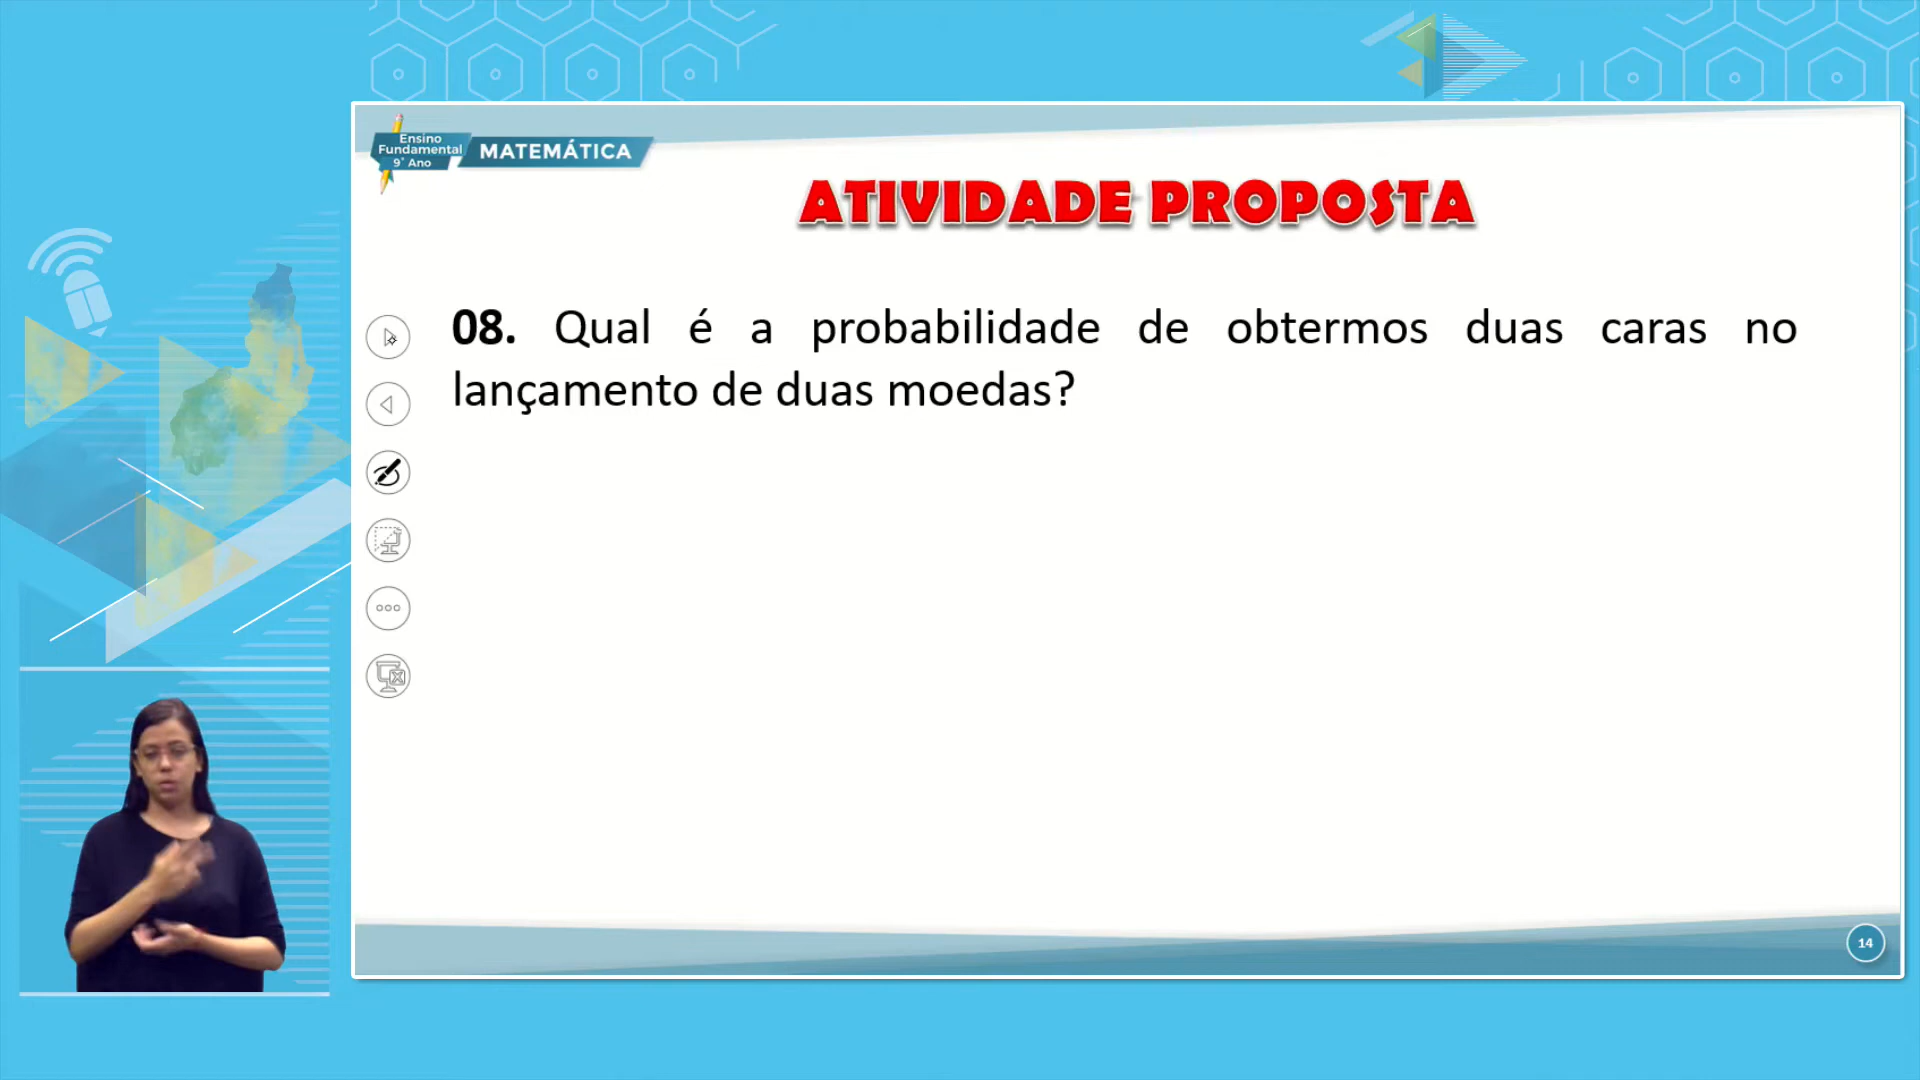 Ensino
Fundamental
9° Ano
MATEMÁTICA
ATIVIDADE PROPOSTA
08. Qual é a probabilidade de obtermos duas caras no
lançamento de duas moedas?
14